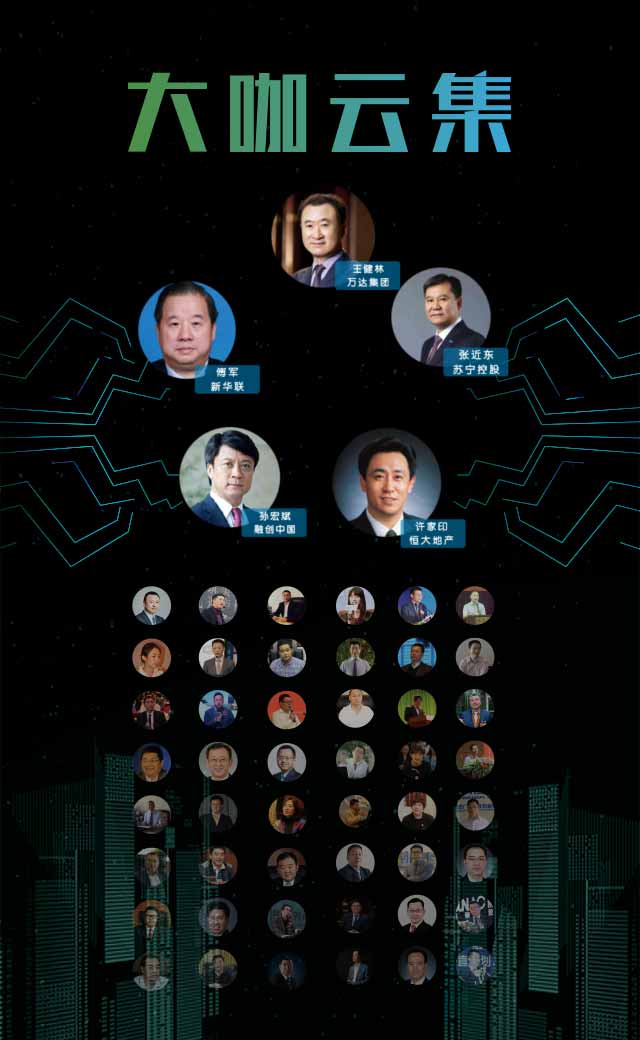 大咖云集
王健林
万达集团
张近东
苏宁控股
傅军
新华联
孙宏斌
融创中国
许家印
恒大地产